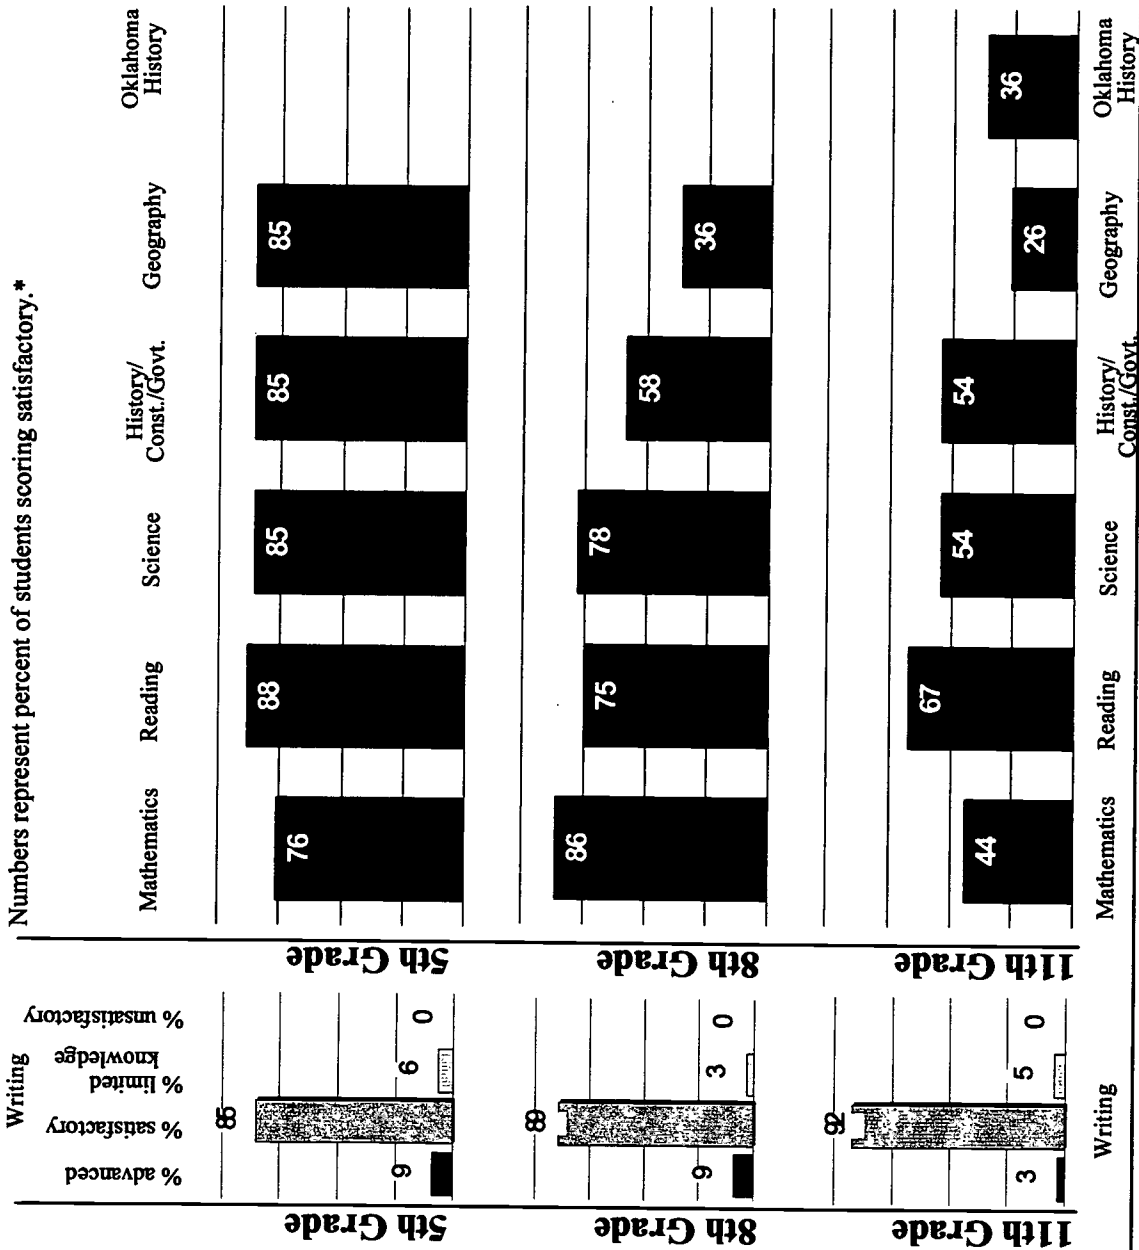 Numbers represent percent of students scoring satisfactory.*
Writing
% advanced
% satisfactory
% limited
knowledge
% unsatisfactory
Mathematics
Reading
Science
History/
Const./Govt.
Geography
Oklahoma
History
5th Grade
9
85
6
0
5th Grade
76
88
85
85
85
8th Grade
9
89
3
0
8th Grade
86
75
78
58
36
11th Grade
3
92
5
0
11th Grade
44
67
54
54
26
36
Writing
Mathematics
Reading
Science
History/
Const./Govt.
Geography
Oklahoma
History